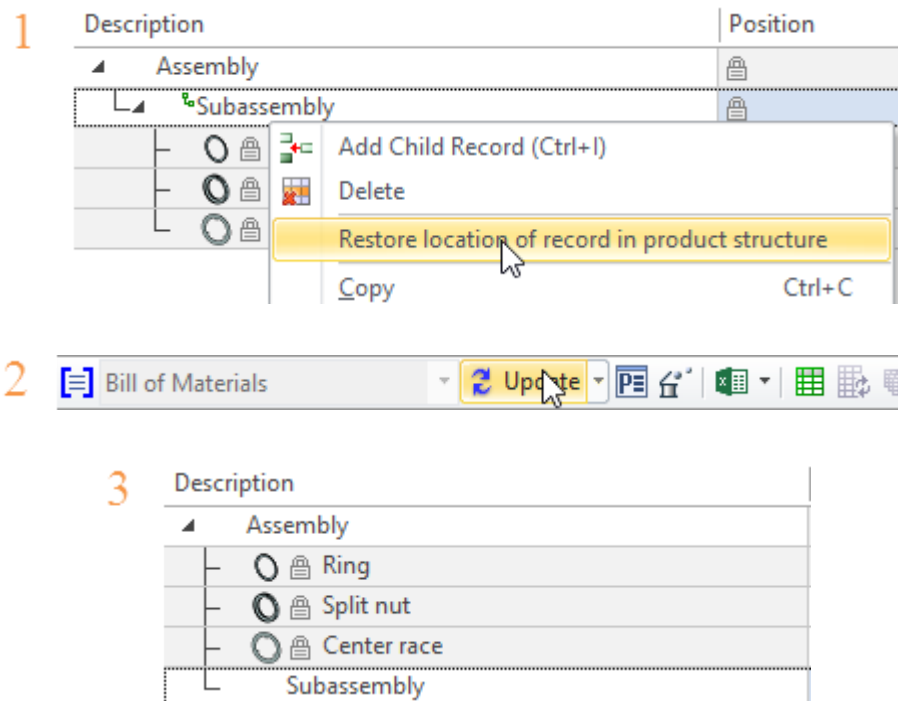 1
Description Position
Assembly
Subassembly
Add Child Record (Ctrl+I)
Delete
Restore location of record in product structure
Copy Ctrl+C
2
Bill of Materials Update
3
Description
Assembly
Ring
Split nut
Center race
Subassembly